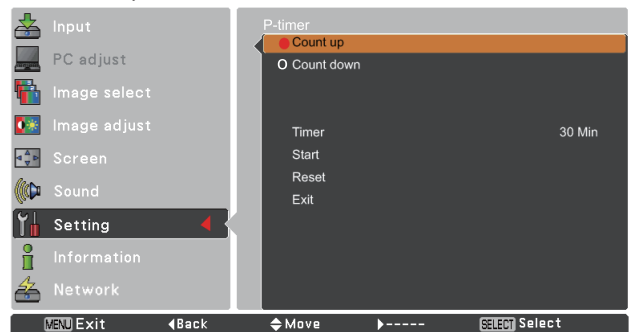 Input
PC adjust
Image select
Image adjust
Screen
Sound
Setting
Information
Network
P-timer
Count up
Count down
Timer 30 Min
Start
Reset
Exit
MENU Exit Back Move ----- SELECT Select